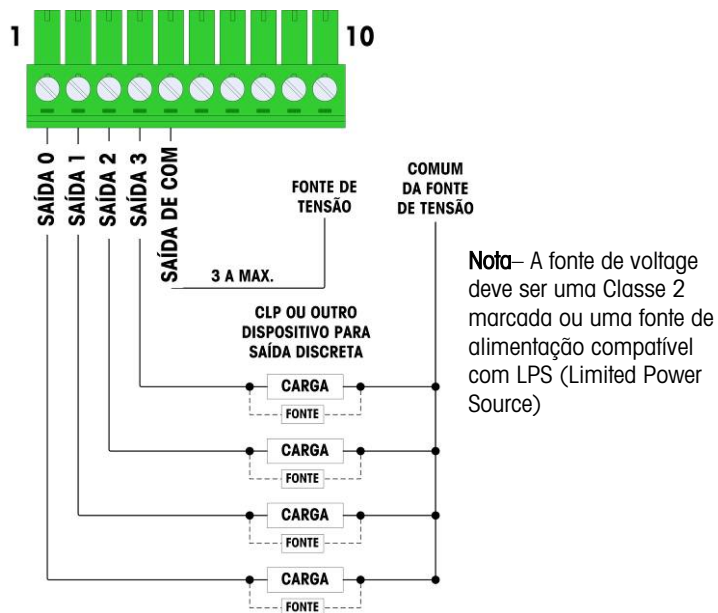 1
10
SAÍDA 0
SAÍDA 1
SAÍDA 2
SAÍDA 3
SAÍDA DE COM
FONTE DE
TENSÃO
COMUM
DA FONTE
DE TENSÃO
3 A MAX.
CLP OU OUTRO
DISPOSITIVO PARA
SAÍDA DISCRETA
CARGA
FONTE
CARGA
FONTE
CARGA
FONTE
CARGA
FONTE
Nota– A fonte de voltage
deve ser uma Classe 2
marcada ou uma fonte de
alimentação compatível
com LPS (Limited Power
Source)